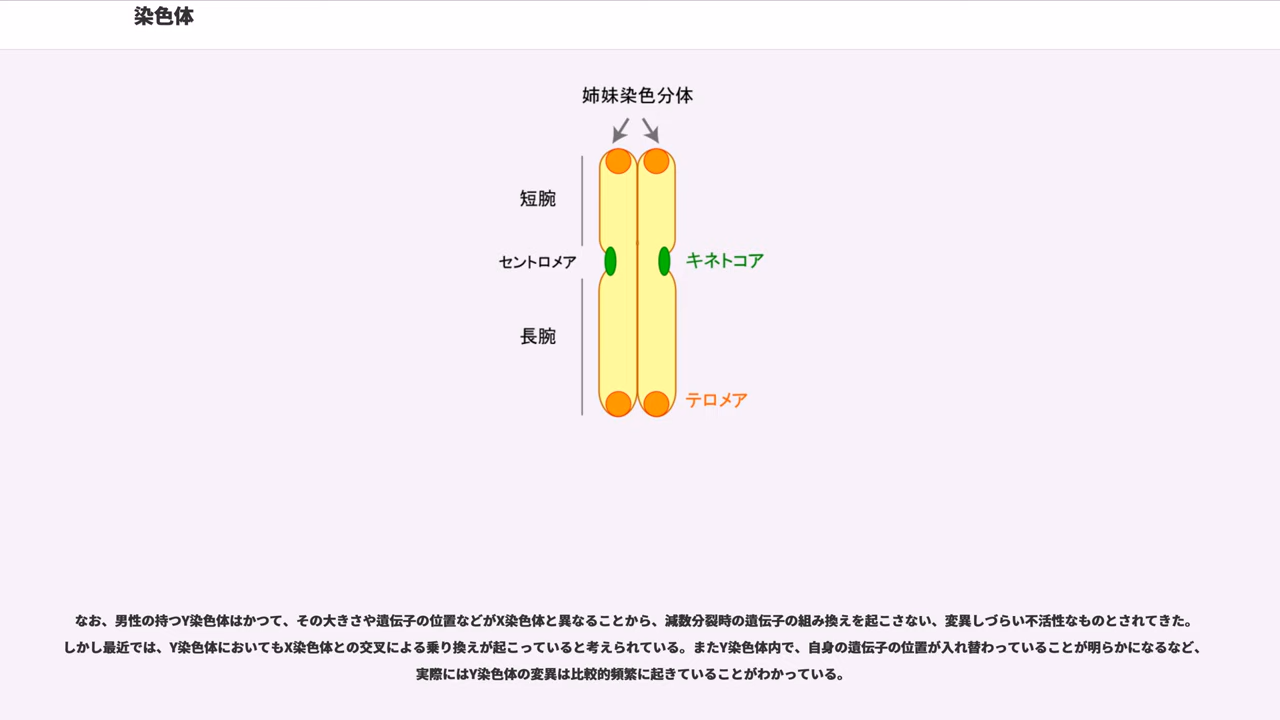 染色体
姉妹染色分体
短腕
セントロメア
キネトコア
長腕
テロメア
なお、男性の持つY染色体はかつて、その大きさや遺伝子の位置などがX染色体と異なることから、減数分裂時の遺伝子の組み換えを起こさない、変異しづらい不活性なものとされてきた。
しかし最近では、Y染色体においてもX染色体との交叉による乗り換えが起こっていると考えられている。またY染色体内で、自身の遺伝子の位置が入れ替わっていることが明らかになるなど、
実際にはY染色体の変異は比較的頻繁に起きていることがわかっている。